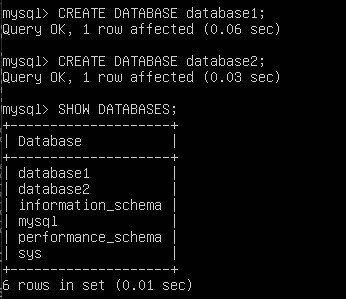 mysql> CREATE DATABASE database1;
Query OK, 1 row affected (0.06 sec)
mysql> CREATE DATABASE database2;
Query OK, 1 row affected (0.03 sec)
mysql> SHOW DATABASES;
+--------------------+
| Database           |
+--------------------+
| database1          |
| database2          |
| information_schema |
| mysql              |
| performance_schema |
| sys                |
+--------------------+
6 rows in set (0.01 sec)